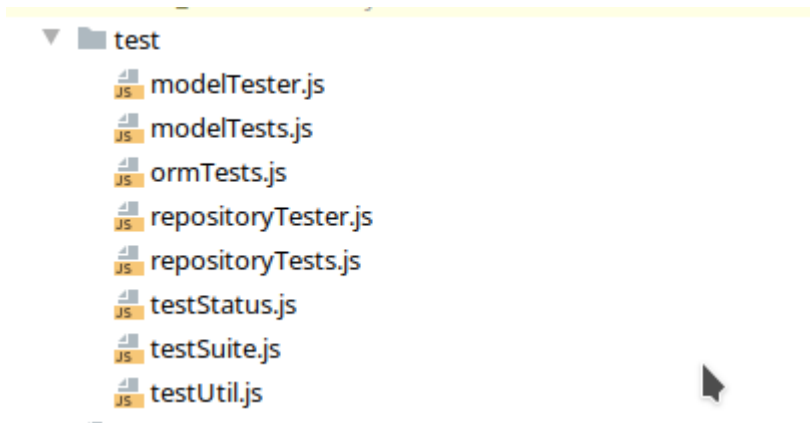 test
modelTester.js
modelTests.js
ormTests.js
repositoryTester.js
repositoryTests.js
testStatus.js
testSuite.js
testUtil.js